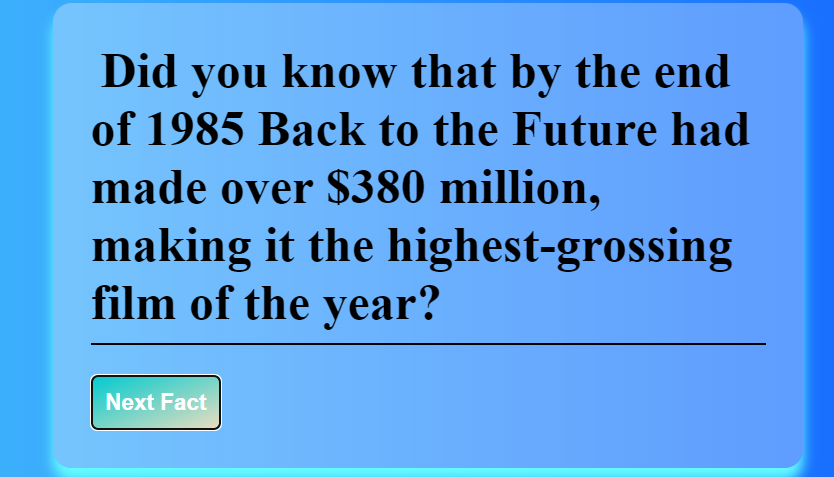 Did you know that by the end
of 1985 Back to the Future had
made over $380 million,
making it the highest-grossing
film of the year?
Next Fact